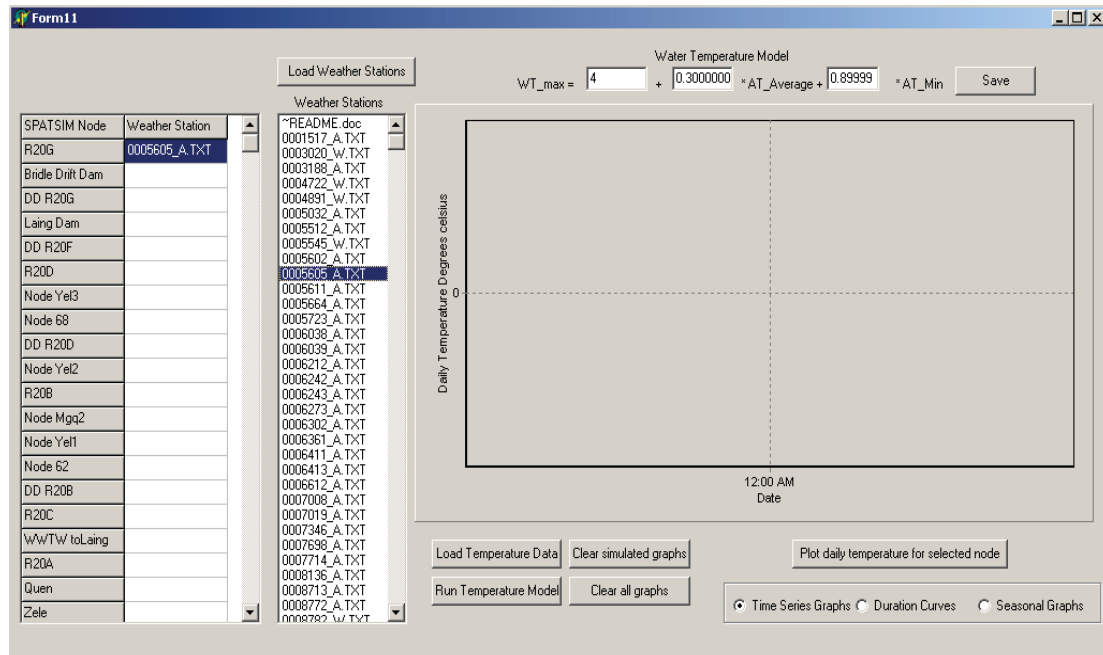 Form11
Load Weather Stations
Water Temperature Model
WT_max = 4 + 0.3000000 *AT_Average + 0.89999 *AT_Min Save
SPATSIM Node Weather Station
R20G 0005605_A.TXT
Bridle Drift Dam
DD R20G
Laing Dam
DD R20F
R20D
Node Yel3
Node 68
DD R20D
Node Yel2
R20B
Node Mgq2
Node Yel1
Node 62
DD R20B
R20C
WWTW toLaing
R20A
Quen
Zele
Weather Stations
~README.doc
0001517_A.TXT
0003020_W.TXT
0003188_A.TXT
0004722_W.TXT
0004891_W.TXT
0005032_A.TXT
0005512_A.TXT
0005545_W.TXT
0005602_A.TXT
0005605_A.TXT
0005611_A.TXT
0005664_A.TXT
0005723_A.TXT
0006038_A.TXT
0006039_A.TXT
0006212_A.TXT
0006242_A.TXT
0006243_A.TXT
0006273_A.TXT
0006302_A.TXT
0006361_A.TXT
0006411_A.TXT
0006413_A.TXT
0006612_A.TXT
0007008_A.TXT
0007019_A.TXT
0007346_A.TXT
0007698_A.TXT
0007714_A.TXT
0008136_A.TXT
0008713_A.TXT
0008772_A.TXT
0008782_W.TXT
Daily Temperature Degrees celsius
0
12:00 AM
Date
Load Temperature Data Clear simulated graphs Plot daily temperature for selected node
Run Temperature Model Clear all graphs
Time Series Graphs Duration Curves Seasonal Graphs